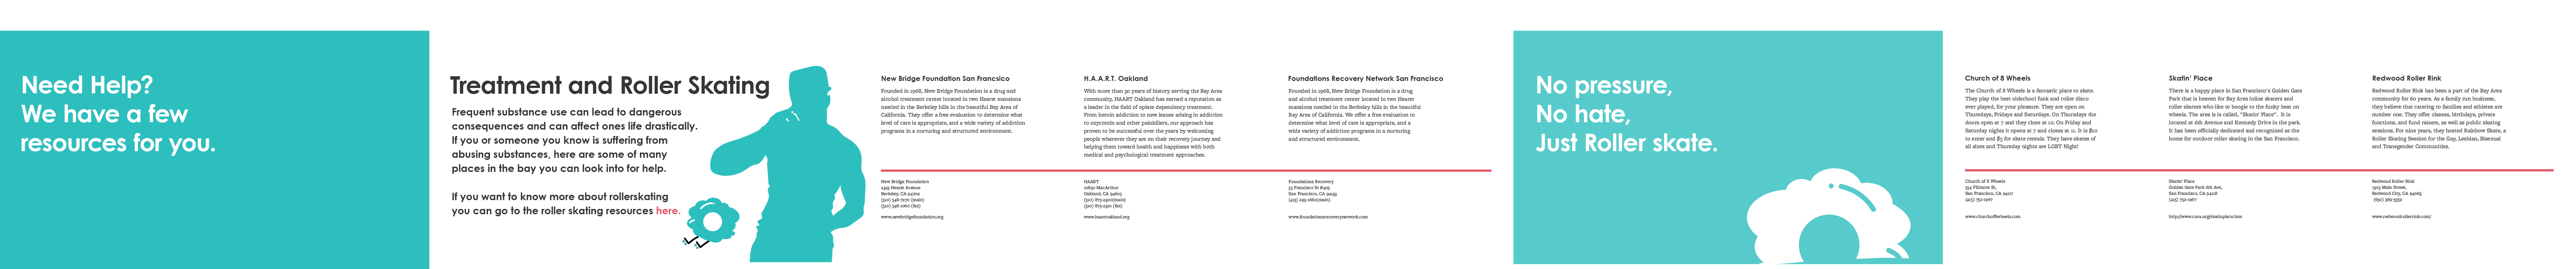 Need Help?
We have a few
resources for you.
Treatment and Roller Skating
Frequent substance use can lead to dangerous
consequences and can affect ones life drastically.
If you or someone you know is suffering from
abusing substances, here are some of many
places in the bay you can look into for help.
If you want to know more about rollerskating
you can go to the roller skating resources here.
New Bridge Foundation San Francsico
Founded in 1968, New Bridge Foundation is a drug and
alcohol treatment center located in two Hearst mansions
nestled in the Berkeley hills in the beautiful Bay Area of
California. They offer a free evaluation to determine what
level of care is appropriate, and a wide variety of addiction
programs in a nurturing and structured environment.
New Bridge Foundation
Hearst Avenue
Berkeley, CA 94709
(510) 548-7270 (main)
(510) 548-1060 (fax)
www.newbridgefoundation.org
H.A.A.R.T. Oakland
With more than 30 years of history serving the Bay Area
community, HAART Oakland has earned a reputation as
a leader in the field of opiate dependency treatment.
From heroin addiction to new issues arising in addiction
to oxycontin and other painkillers, our approach has
proven to be successful over the years by welcoming
people wherever they are on their recovery journey and
helping them toward health and happiness with both
medical and psychological treatment approaches.
HAART
10850 MacArthur
Oakland, CA 94605
(510) 875-2300(main)
(510) 875-2310 (fax)
www.haartoakland.org
Foundations Recovery Network San Francisco
Founded in 1968, New Bridge Foundation is a drug
and alcohol treatment center located in two Hearst
mansions nestled in the Berkeley hills in the beautiful
Bay Area of California. We offer a free evaluation to
determine what level of care is appropriate, and a
wide variety of addiction programs in a nurturing
and structured environment.
Foundations Recovery
55 Francisco St #405
San Francisco, CA 94133
(main)
www.foundationsrecoverynetwork.com
No pressure,
No hate,
Just Roller skate.
Church of 8 Wheels
The Church of 8 Wheels is a fantastic place to skate.
They play the best oldschool funk and roller disco
ever played, for your pleasure. They are open on
Thursdays, Fridays and Saturdays. On Thursdays the
doors open at 7 and they close at 10. On Friday and
Saturday nights it opens at 7 and closes at 11. It is $10
to enter and $5 for skate rentals. They have skates of
all sizes and Thursday nights are LGBT Night!
Church of 8 Wheels
554 Fillmore St,
San Francisco, CA 94117
(415) 752-1967
www.churchof8wheels.com
Skatin' Place
There is a happy place in San Francisco's Golden Gate
Park that is heaven for Bay Area inline skaters and
roller skaters who like to boogie to the funky beat on
wheels. The area is is called, "Skatin' Place". It is
located at 6th Avenue and Kennedy Drive in the park.
It has been officially dedicated and recognized as the
home for outdoor roller skating in the San Francisco.
Skatin' Place
Golden Gare Park 6th Ave,
San Francisco, CA 94118
(415) 752-1967
http://www.cora.org/skatinplace.htm
Redwood Roller Rink
Redwood Roller Rink has been a part of the Bay Area
community for 60 years. As a family run business,
they believe that catering to families and athletes are
number one. They offer classes, birthdays, private
functions, and fund raisers, as well as public skating
sessions. For nine years, they hosted Rainbow Skate, a
Roller Skating Session for the Gay, Lesbian, Bisexual
and Transgender Communities.
Redwood Roller Rink
1303 Main Street,
Redwood City, CA 94063
(650) 369-5559
www.redwoodrollerrink.com/